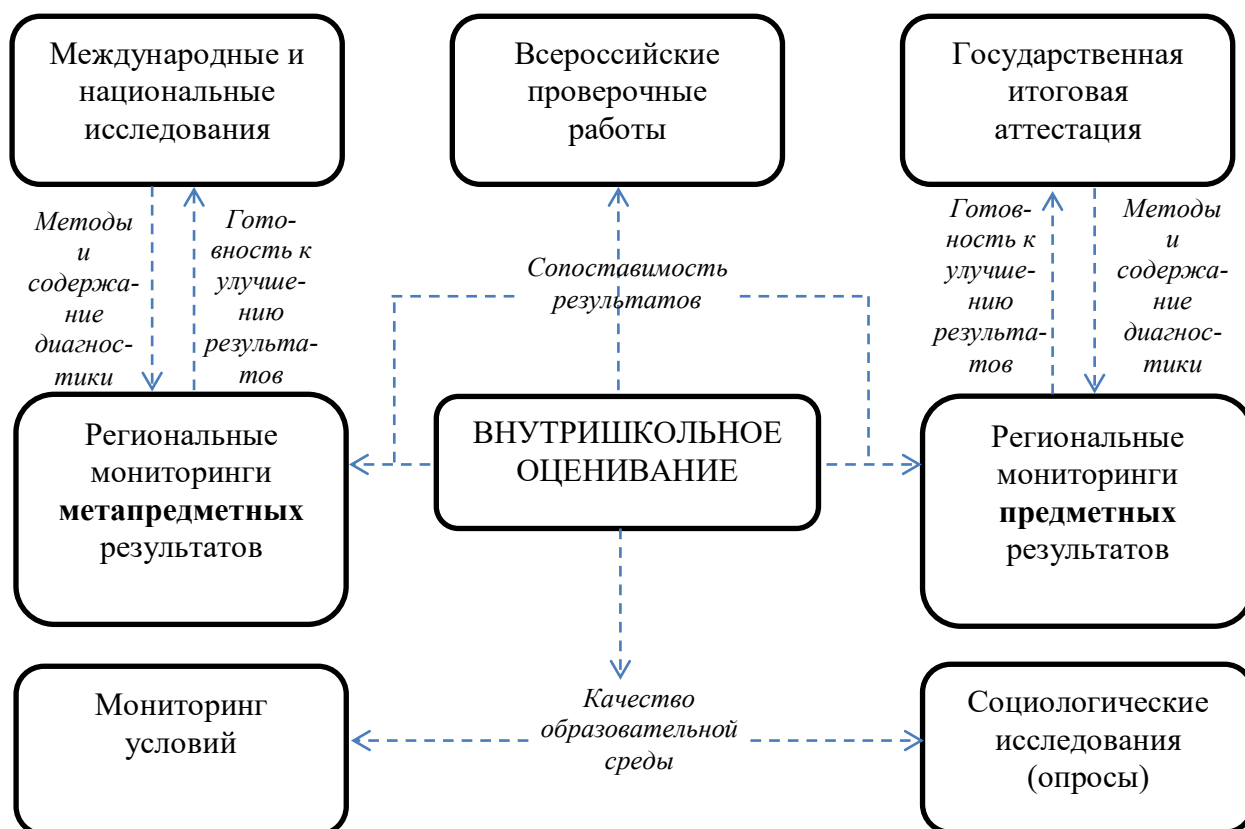 Международные и
национальные
исследования
Всероссийские
проверочные
работы
Государственная
итоговая
аттестация
Методы
и
содержа-
ние
диагнос-
тики
Гото-
вность к
улучше-
нию
результа-
тов
Сопоставимость
результатов
Готов-
ность к
улучше-
нию
результа-
тов
Методы
и
содержа-
ние
диагнос-
тики
Региональные
мониторинги
метапредметных
результатов
ВНУТРИШКОЛЬНОЕ
ОЦЕНИВАНИЕ
Региональные
мониторинги
предметных
результатов
Мониторинг
условий
Качество
образовательной
среды
Социологические
исследования
(опросы)